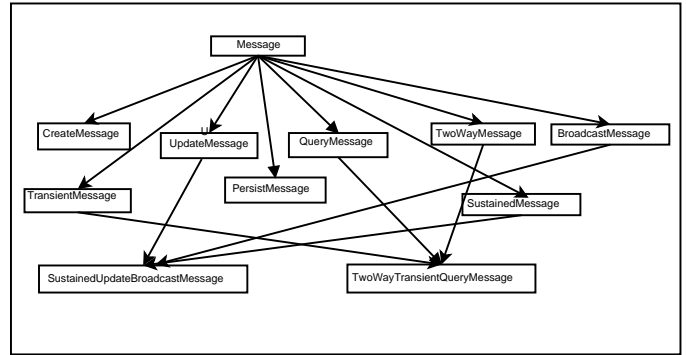 Message
CreateMessage
U
UpdateMessage
QueryMessage
TwoWayMessage
BroadcastMessage
TransientMessage
PersistMessage
SustainedMessage
SustainedUpdateBroadcastMessage
TwoWayTransientQueryMessage